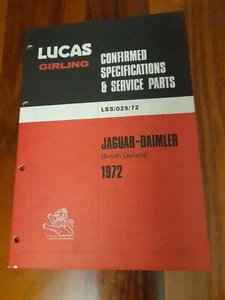 LUCAS
GIRLING
CONFIRMED
SPECIFICATIONS
& SERVICE PARTS
LSS/025/72
JAGUAR-DAIMLER
(British Leyland)
1972